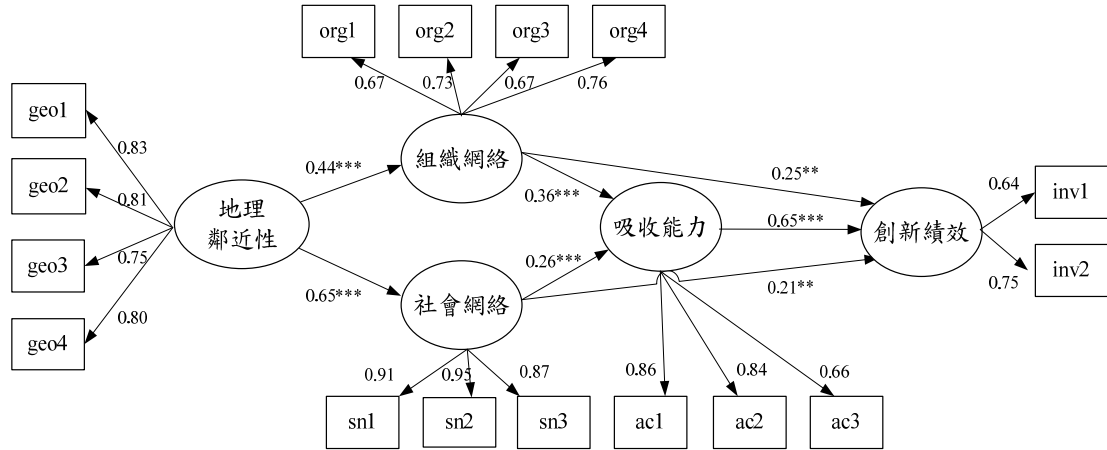 org1
org2
org3
org4
0.67
0.73
0.67
0.76
geo1
geo2
geo3
geo4
0.83
0.81
0.75
0.80
地理
鄰近性
0.44***
0.65***
組織網絡
社會網絡
0.36***
0.26***
吸收能力
0.25**
0.65***
0.21**
創新績效
0.64
0.75
inv1
inv2
0.91
0.95
0.87
sn1
sn2
sn3
0.86
0.84
0.66
ac1
ac2
ac3